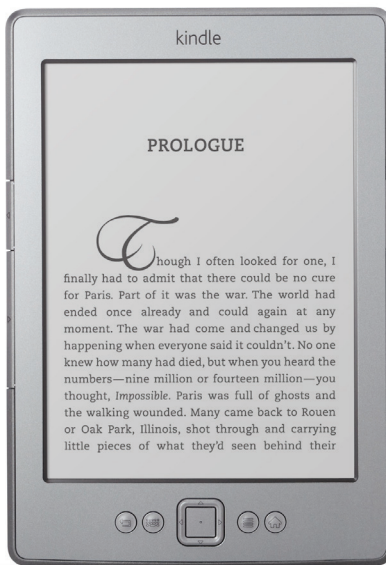 kindle
PROLOGUE
Though I often looked for one, I
finally had to admit that there could be no cure
for Paris. Part of it was the war. The world had
ended once already and could again at any
moment. The war had come and changed us by
happening when everyone said it couldn't. No one
knew how many had died, but when you heard the
numbers—nine million or fourteen million—you
thought, Impossible. Paris was full of ghosts and
the walking wounded. Many came back to Rouen
or Oak Park, Illinois, shot through and carrying
little pieces of what they'd seen behind their